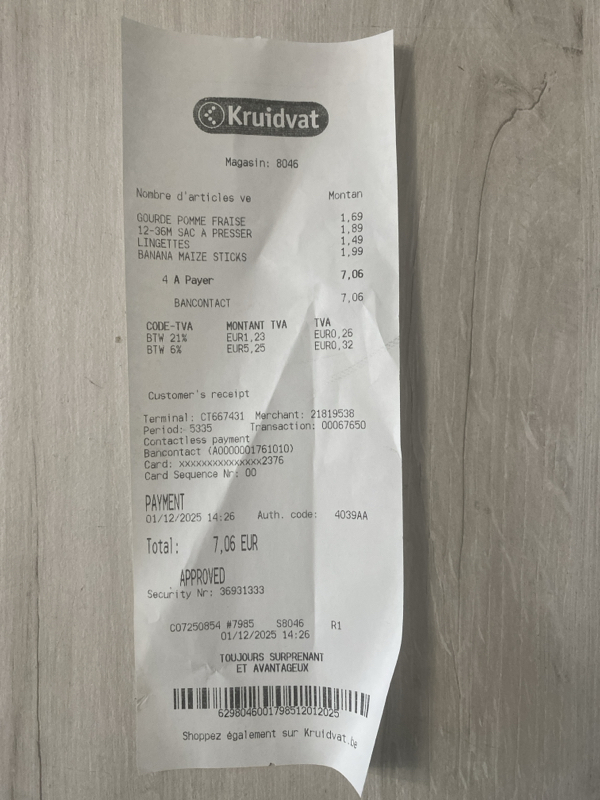 Kruidvat
Magasin: 8046
Nombre d'articles ve Montan
GOURDE POMME FRAISE 1,69
12-36M SAC A PRESSER 1,89
LINGETTES 1,49
BANANA MAIZE STICKS 1,99
4 A Payer 7,06
BANCONTACT 7,06
CODE-TVA MONTANT TVA TVA
BTW 21% EUR1,23 EUR0,26
BTW 6% EUR5,25 EUR0,32
Customer's receipt
Terminal: CT667431 Merchant: 21819538
Period: 5335 Transaction: 00067650
Contactless payment
Bancontact (A0000001761010)
Card: xxxxxxxxxxxxxxx2376
Card Sequence Nr: 00
PAYMENT
01/12/2025 14:26 Auth. code: 4039AA
Total: 7,06 EUR
APPROVED
Security Nr: 36931333
C07250854 #7985 S8046 R1
01/12/2025 14:26
TOUJOURS SURPRENANT
ET AVANTAGEUX
6298046001798512012025
Shoppez également sur Kruidvat.be